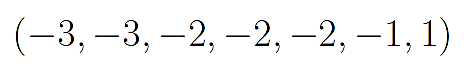 (−3, −3, −2, −2, −2, −1, 1)